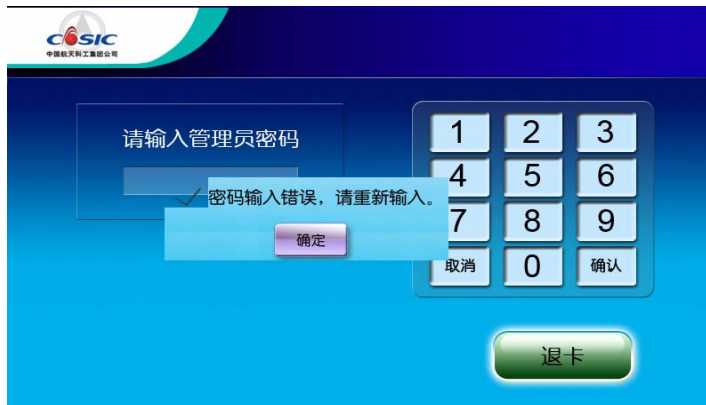 CASIC
中国航天科工集团公司
请输入管理员密码
密码输入错误，请重新输入。
确定
1 2 3
4 5 6
7 8 9
取消 0 确认
退卡